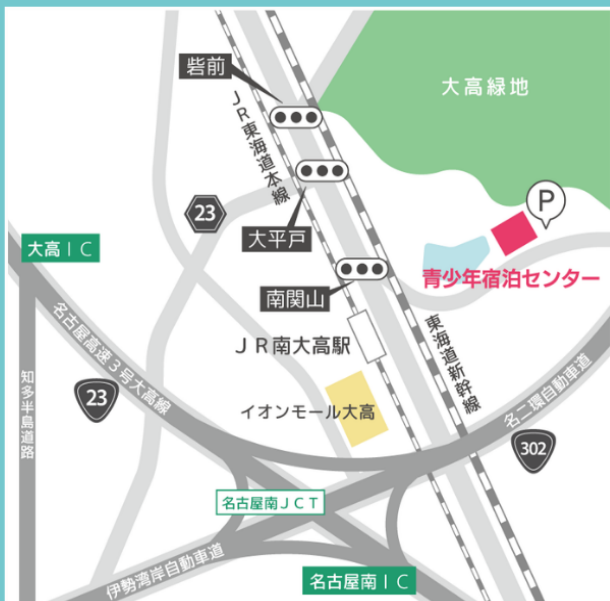 砦前
大高緑地
JR東海道本線
23
P
大平戸
大高IC
青少年宿泊センター
南関山
JR南大高駅
東海道新幹線
名古屋高速3号大高線
知多半島道路
23
イオンモール大高
名二環自動車道
302
名古屋南JCT
伊勢湾岸自動車道
名古屋南IC